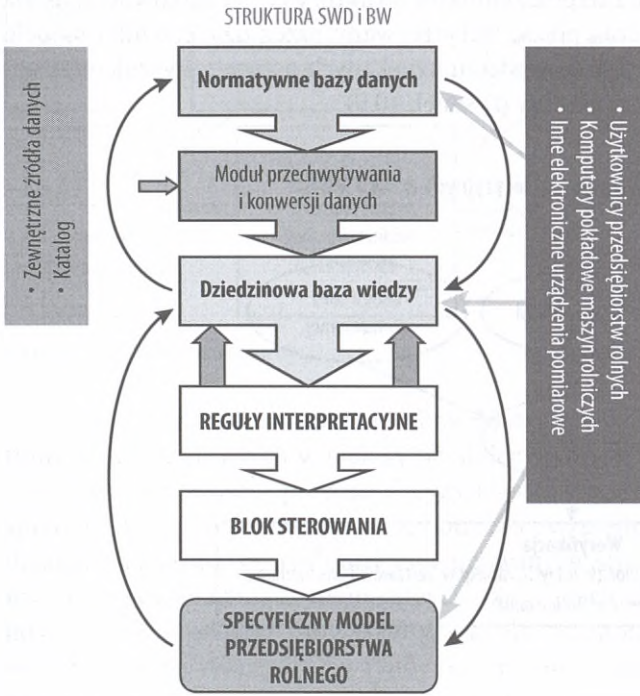 STRUKTURA SWD i BW
Normatywne bazy danych
Moduł przechwytywania
i konwersji danych
Dziedzinowa baza wiedzy
REGUŁY INTERPRETACYJNE
BLOK STEROWANIA
SPECYFICZNY MODEL
PRZEDSIĘBIORSTWA
ROLNEGO
• Zewnętrzne źródła danych
• Katalog
• Użytkownicy przedsiębiorstw rolnych
• Komputery pokładowe maszyn rolniczych
• Inne elektroniczne urządzenia pomiarowe